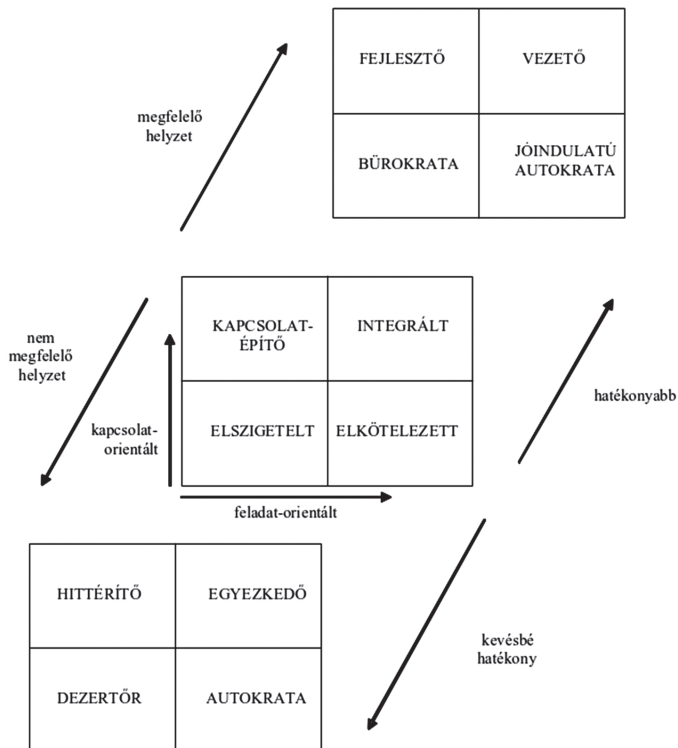 FEJLESZTŐ
VEZETŐ
megfelelő
helyzet
BÜROKRATA
JÓINDULATÚ
AUTOKRATA
KAPCSOLAT-
ÉPÍTŐ
INTEGRÁLT
nem
megfelelő
helyzet
hatékonyabb
kapcsolat-
orientált
ELSZIGETELT
ELKÖTELEZETT
feladat-orientált
HITTÉRÍTŐ
EGYEZKEDŐ
kevésbé
hatékony
DEZERTŐR
AUTOKRATA